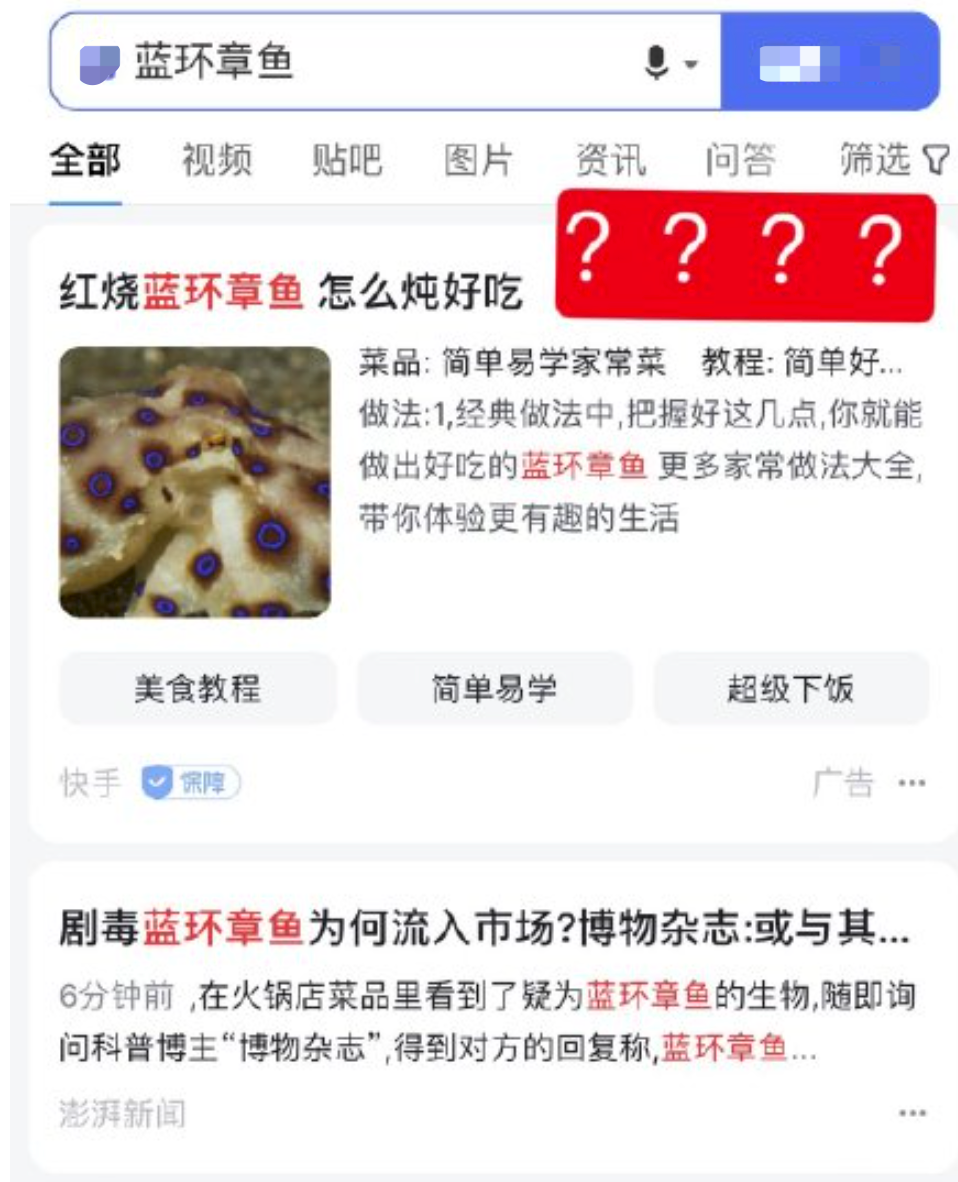 蓝环章鱼
全部 视频 贴吧 图片 资讯 问答 筛选
? ? ? ?
红烧蓝环章鱼 怎么炖好吃
菜品: 简单易学家常菜 教程: 简单好...
做法:1,经典做法中,把握好这几点,你就能
做出好吃的蓝环章鱼 更多家常做法大全,
带你体验更有趣的生活
美食教程 简单易学 超级下饭
快手 保障 广告 ...
剧毒蓝环章鱼为何流入市场?博物杂志:或与其...
6分钟前 ,在火锅店菜品里看到了疑为蓝环章鱼的生物,随即询
问科普博主“博物杂志”,得到对方的回复称,蓝环章鱼...
澎湃新闻 ...